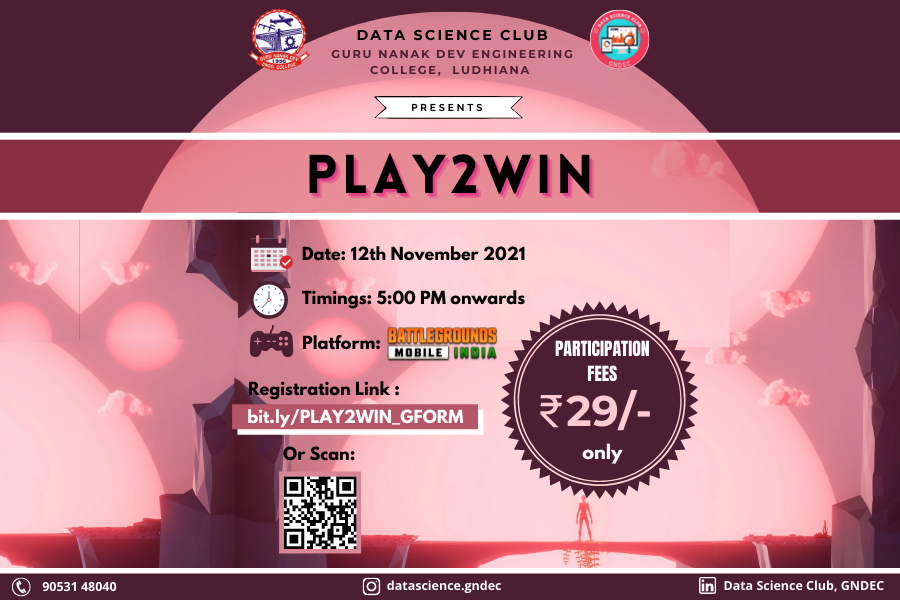 DATA SCIENCE CLUB
GURU NANAK DEV ENGINEERING
COLLEGE, LUDHIANA
PRESENTS
PLAY2WIN
Date: 12th November 2021
Timings: 5:00 PM onwards
Platform: BATTLEGROUNDS
MOBILE INDIA
PARTICIPATION
FEES
₹29/-
only
Registration Link :
bit.ly/PLAY2WIN_GFORM
Or Scan:
90531 48040
datascience.gndec
Data Science Club, GNDEC